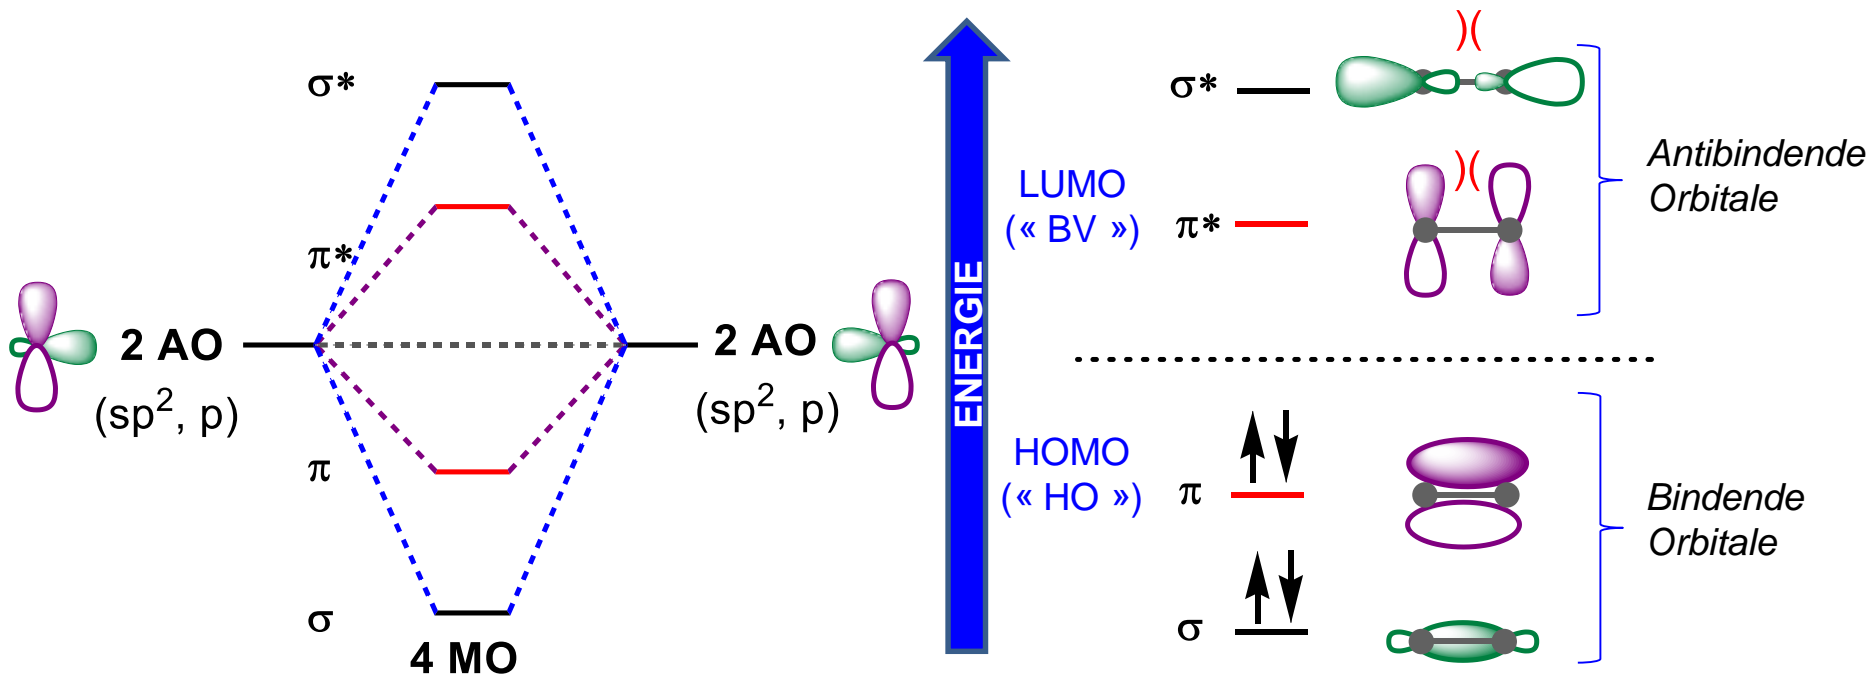 σ*
π*
2 AO
(sp², p)
2 AO
(sp², p)
π
σ
4 MO
ENERGIE
σ*
)(
LUMO
(« BV »)
π*
)(
Antibindende
Orbitale
HOMO
(« HO »)
π
σ
Bindende
Orbitale